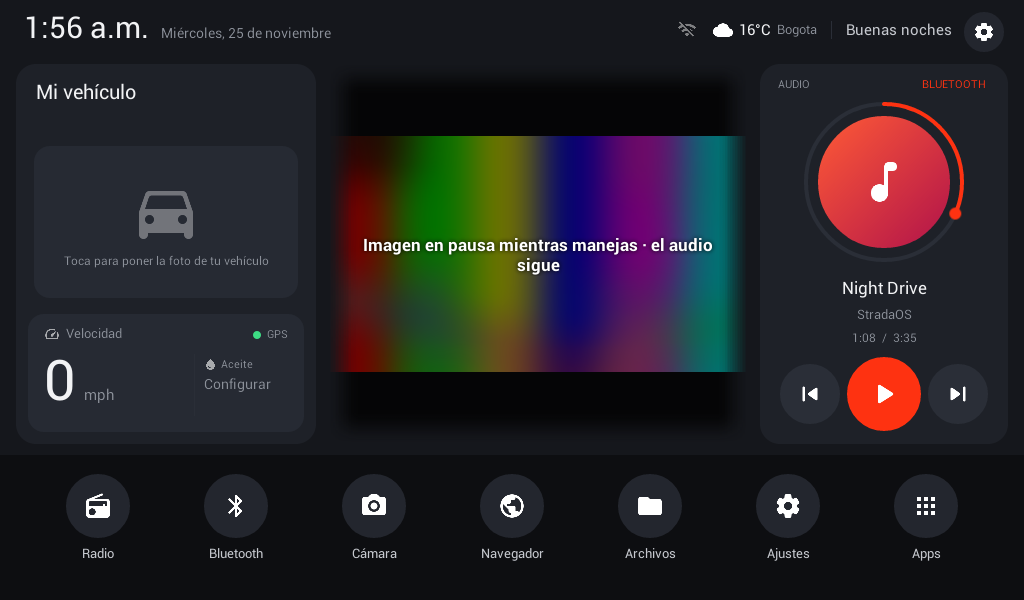 1:56 a.m.
Miércoles, 25 de noviembre
16°C Bogota
Buenas noches
Mi vehículo
Toca para poner la foto de tu vehículo
Velocidad
GPS
0 mph
Aceite
Configurar
Imagen en pausa mientras manejas · el audio
sigue
AUDIO
BLUETOOTH
Night Drive
StradaOS
1:08 / 3:35
Radio
Bluetooth
Cámara
Navegador
Archivos
Ajustes
Apps